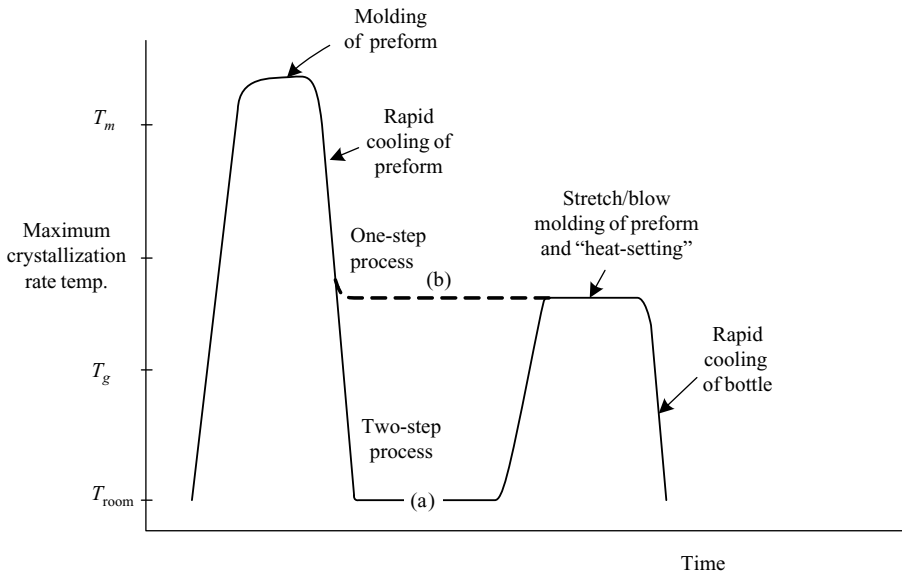 Molding
of preform
T_m
Rapid
cooling of
preform
Stretch/blow
molding of preform
and “heat-setting”
Maximum
crystallization
rate temp.
One-step
process
(b)
Rapid
cooling
of bottle
T_g
Two-step
process
T_room
(a)
Time